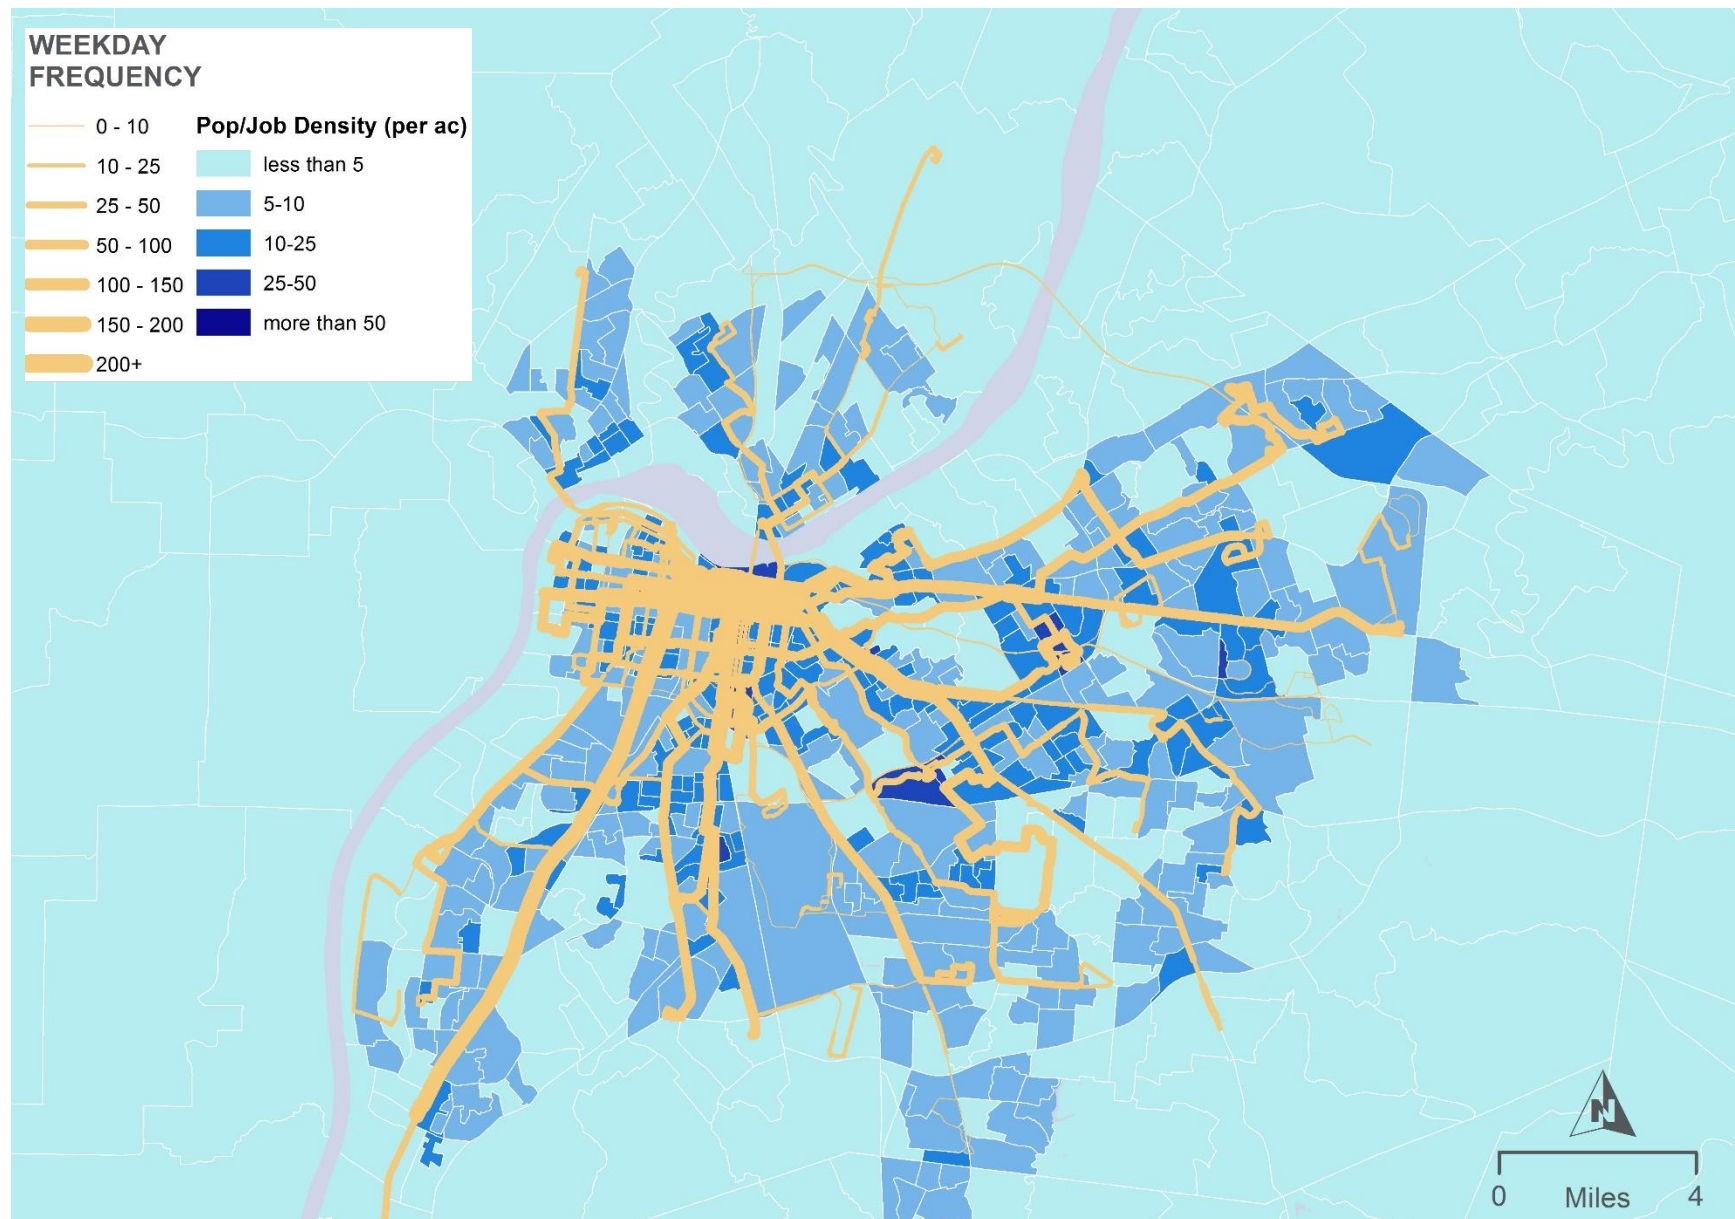 WEEKDAY
FREQUENCY
0 - 10
10 - 25
25 - 50
50 - 100
100 - 150
150 - 200
200+
Pop/Job Density (per ac)
less than 5
5-10
10-25
25-50
more than 50
N
0 Miles 4